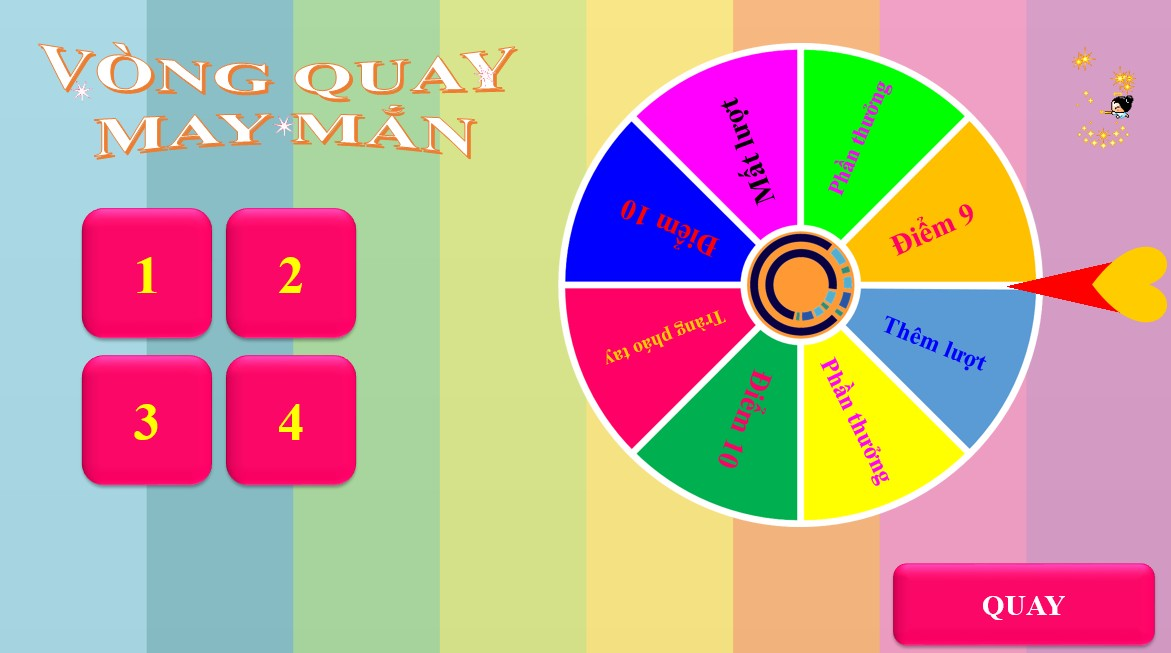 VÒNG QUAY
MAY MẮN
1
2
3
4
Mất lượt
Phần thưởng
Điểm 9
Thêm lượt
Phần thưởng
Điểm 10
Tràng pháo tay
Điểm 10
QUAY